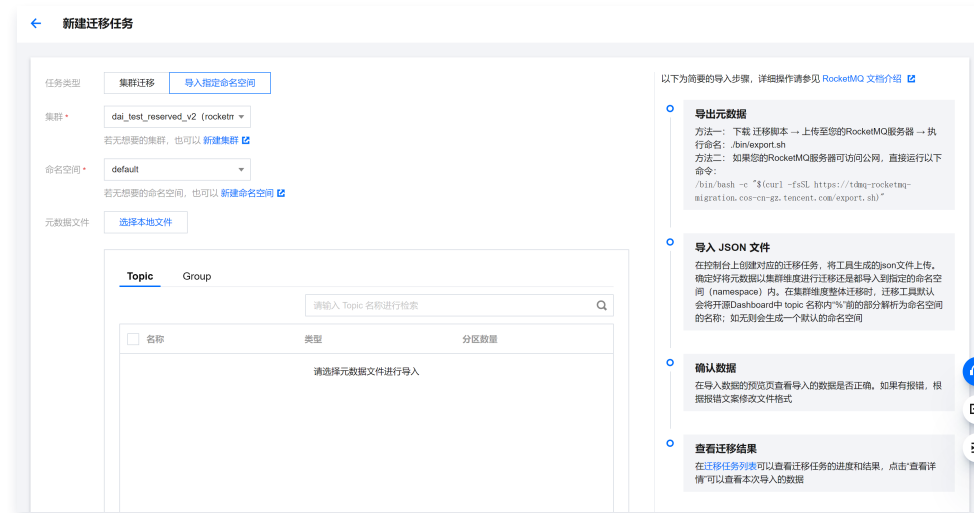 新建迁移任务
任务类型
集群迁移
导入指定命名空间
集群 *
dai_test_reserved_v2（rocketm
若无想要的集群，也可以 新建集群
命名空间 *
default
若无想要的命名空间，也可以 新建命名空间
元数据文件
选择本地文件
Topic
Group
请输入 Topic 名称进行检索
名称
类型
分区数量
请选择元数据文件进行导入
以下为简要的导入步骤，详细操作请参见 RocketMQ 文档介绍
导出元数据
方法一： 下载 迁移脚本 → 上传至您的RocketMQ服务器 → 执
行命名：./bin/export.sh
方法二： 如果您的RocketMQ服务器可访问公网，直接运行以下
命令：
/bin/bash -c "$(curl -fsSL https://tdmq-rocketmq-
migration.cos-cn-gz.tencent.com/export.sh)"
导入 JSON 文件
在控制台上创建对应的迁移任务，将工具生成的json文件上传。
确定好将元数据以集群维度进行迁移还是都导入到指定的命名空
间（namespace）内。在集群维度整体迁移时，迁移工具默认
会将开源Dashboard中 topic 名称内“%”前的部分解析为命名空间
的名称；如无则会生成一个默认的命名空间
确认数据
在导入数据的预览页查看导入的数据是否正确。如果有报错，根
据报错文案修改文件格式
查看迁移结果
在迁移任务列表可以查看迁移任务的进度和结果，点击“查看详
情”可以查看本次导入的数据